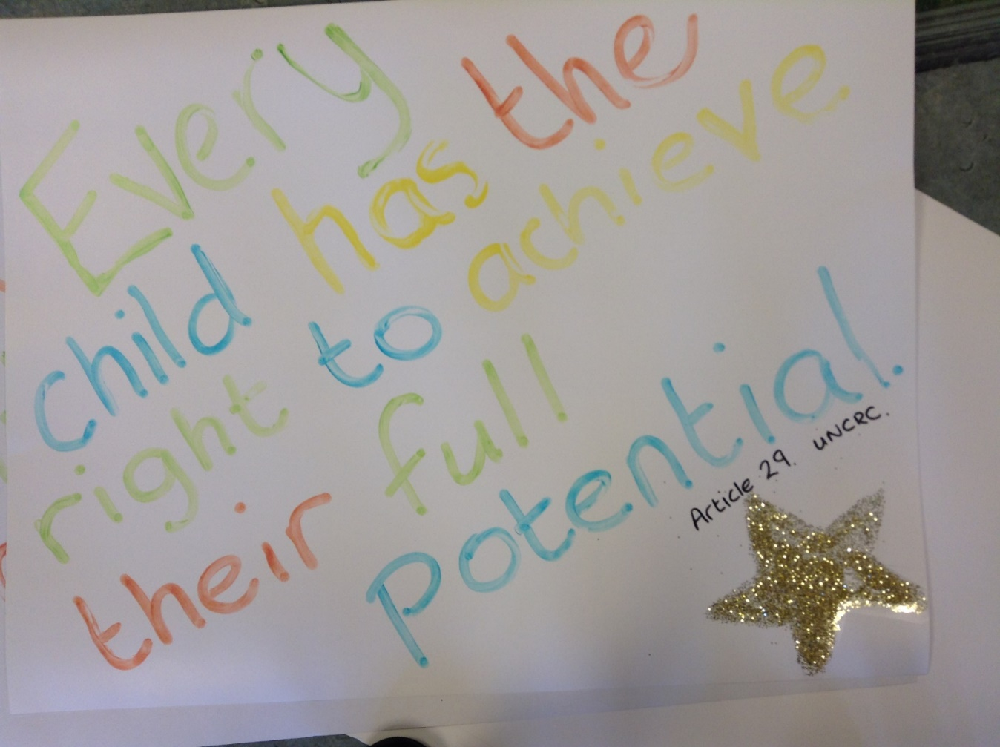 Every
child has the
right to achieve
their full
potential.
Article 29. UNCRC.